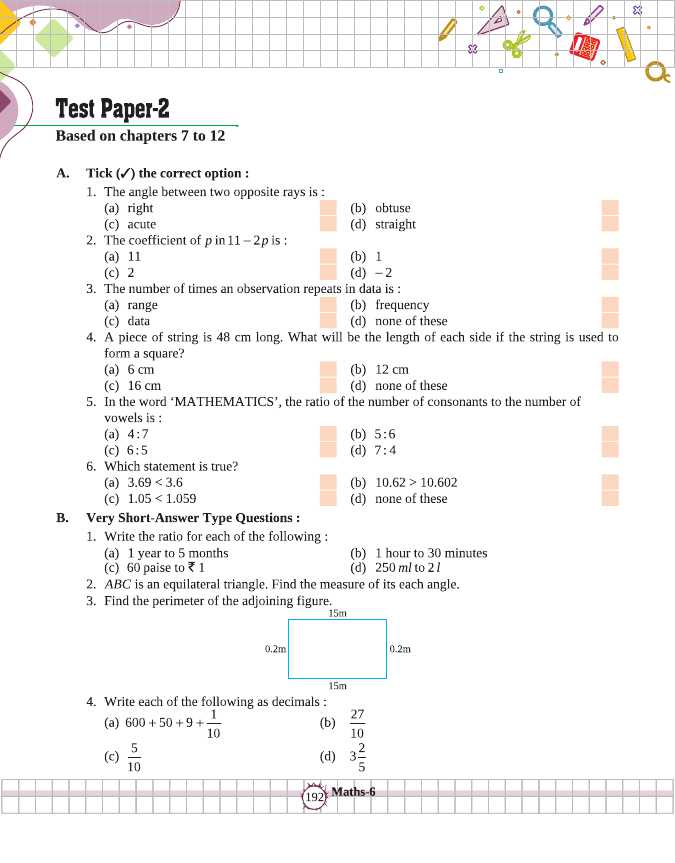 Test Paper-2
Based on chapters 7 to 12
A. Tick (✓) the correct option :
1. The angle between two opposite rays is :
(a) right (b) obtuse
(c) acute (d) straight
2. The coefficient of p in 11 – 2p is :
(a) 11 (b) 1
(c) 2 (d) – 2
3. The number of times an observation repeats in data is :
(a) range (b) frequency
(c) data (d) none of these
4. A piece of string is 48 cm long. What will be the length of each side if the string is used to
form a square?
(a) 6 cm (b) 12 cm
(c) 16 cm (d) none of these
5. In the word ‘MATHEMATICS’, the ratio of the number of consonants to the number of
vowels is :
(a) 4 : 7 (b) 5 : 6
(c) 6 : 5 (d) 7 : 4
6. Which statement is true?
(a) 3.69 < 3.6 (b) 10.62 > 10.602
(c) 1.05 < 1.059 (d) none of these
B. Very Short-Answer Type Questions :
1. Write the ratio for each of the following :
(a) 1 year to 5 months (b) 1 hour to 30 minutes
(c) 60 paise to ₹ 1 (d) 250 ml to 2 l
2. ABC is an equilateral triangle. Find the measure of its each angle.
3. Find the perimeter of the adjoining figure.
15m
0.2m 0.2m
15m
4. Write each of the following as decimals :
(a) 600 + 50 + 9 + 1/10 (b) 27/10
(c) 5/10 (d) 3 2/5
192 Maths-6